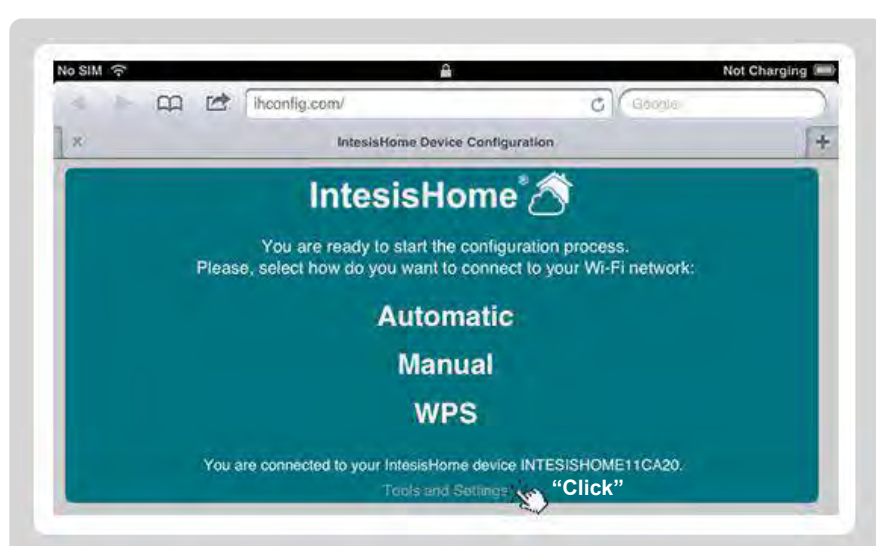 No SIM
Not Charging
ihconfig.com/
Google
IntesisHome Device Configuration
IntesisHome®
You are ready to start the configuration process.
Please, select how do you want to connect to your Wi-Fi network:
Automatic
Manual
WPS
You are connected to your IntesisHome device INTESISHOME11CA20.
Tools and Settings
“Click”